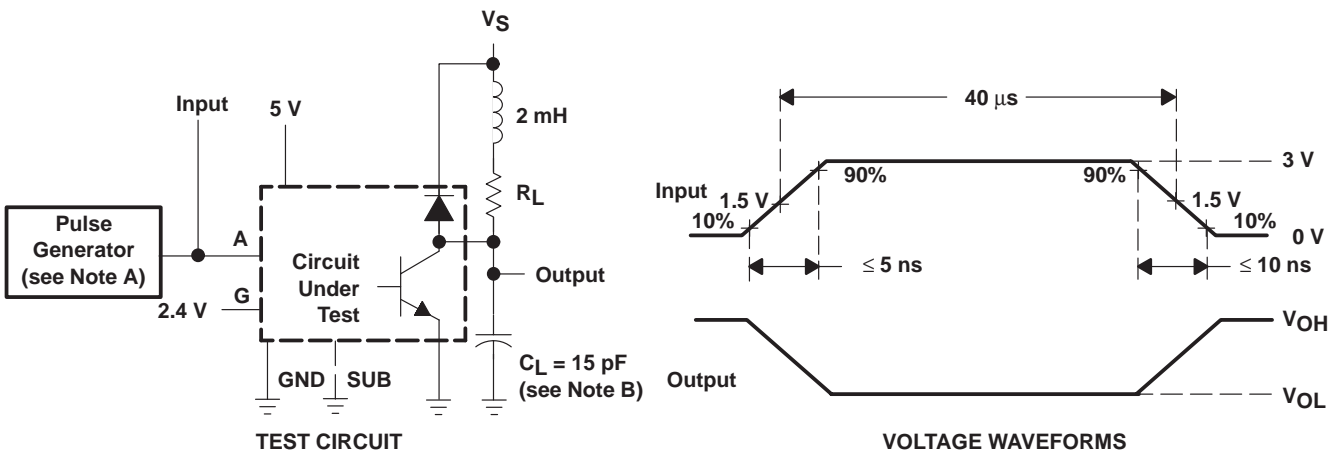 VS
Input
5 V
2 mH
RL
Pulse
Generator
(see Note A)
A
G
2.4 V
Circuit
Under
Test
Output
GND
SUB
CL = 15 pF
(see Note B)
TEST CIRCUIT
40 μs
3 V
90%
90%
Input
1.5 V
1.5 V
10%
10%
0 V
≤ 5 ns
≤ 10 ns
VOH
Output
VOL
VOLTAGE WAVEFORMS